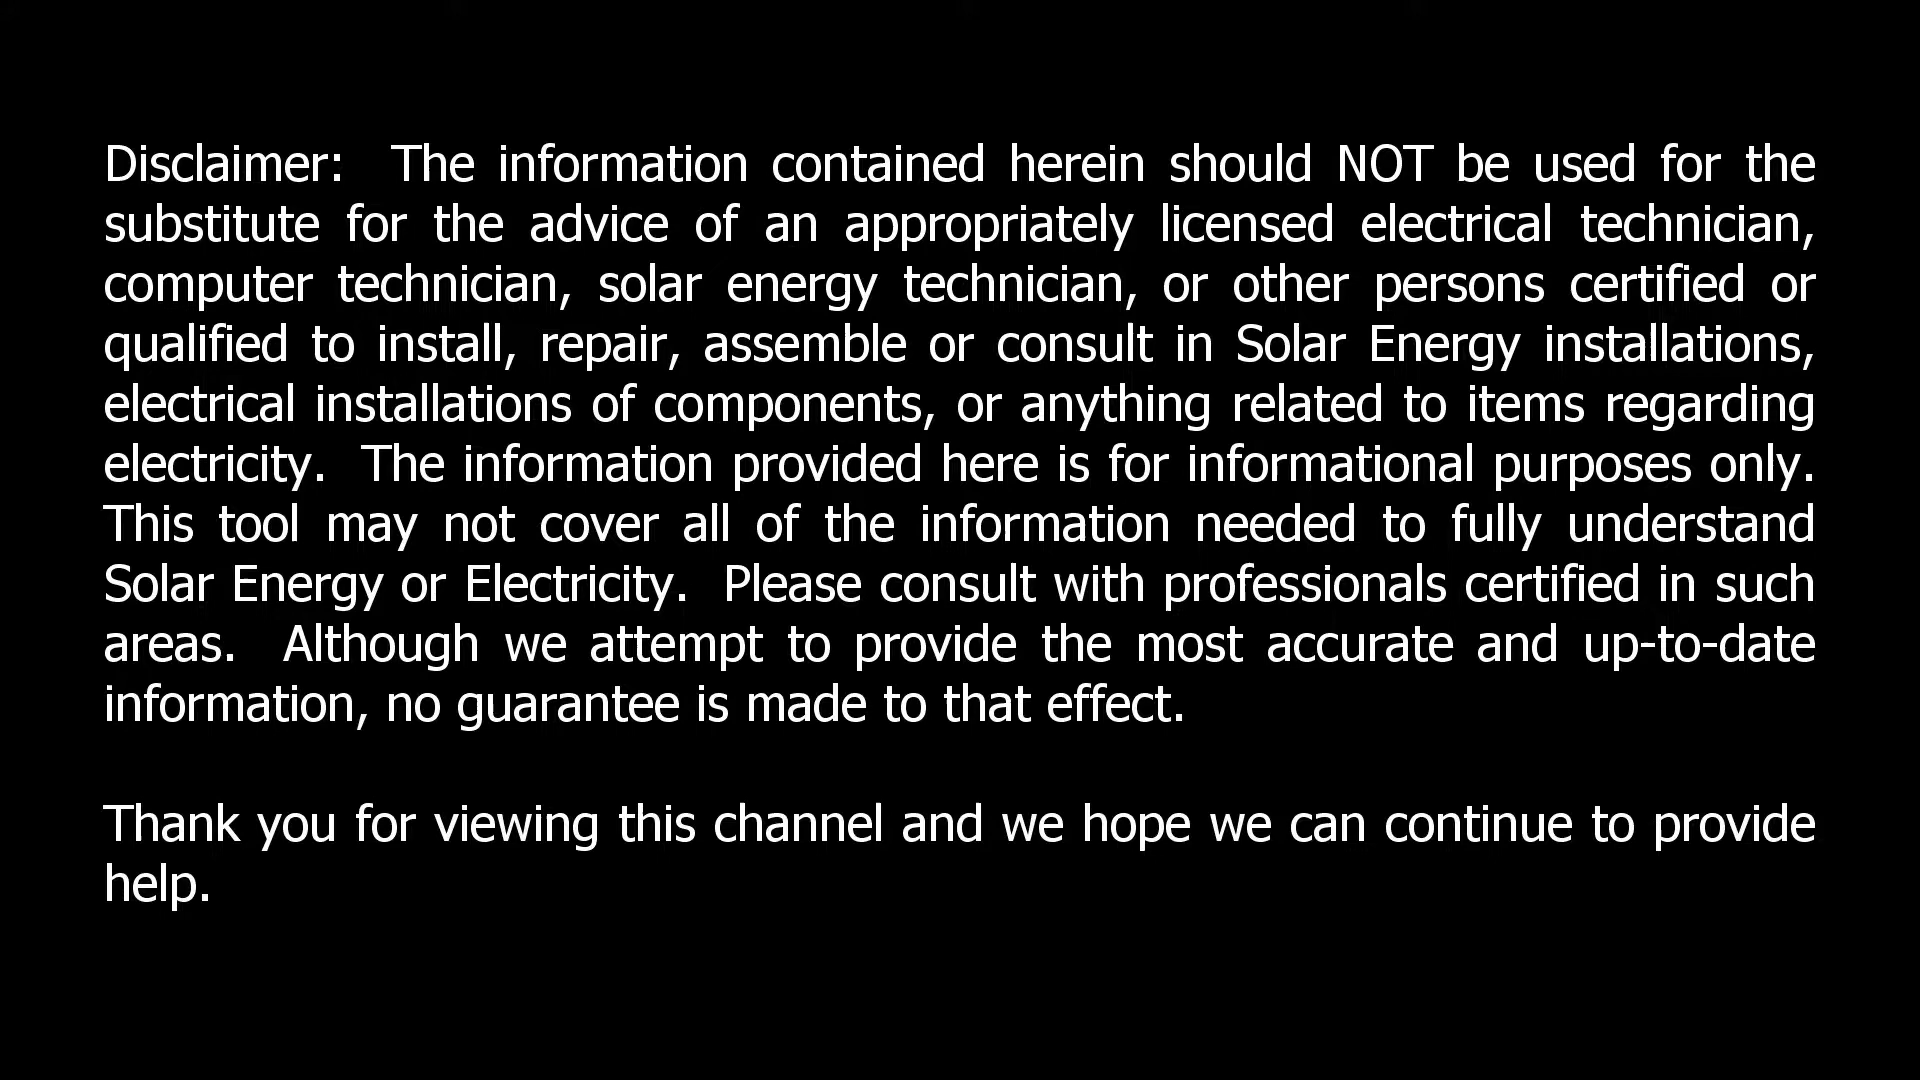 Disclaimer:  The information contained herein should NOT be used for the
substitute for the advice of an appropriately licensed electrical technician,
computer technician, solar energy technician, or other persons certified or
qualified to install, repair, assemble or consult in Solar Energy installations,
electrical installations of components, or anything related to items regarding
electricity.  The information provided here is for informational purposes only.
This tool may not cover all of the information needed to fully understand
Solar Energy or Electricity.  Please consult with professionals certified in such
areas.  Although we attempt to provide the most accurate and up-to-date
information, no guarantee is made to that effect.
Thank you for viewing this channel and we hope we can continue to provide
help.